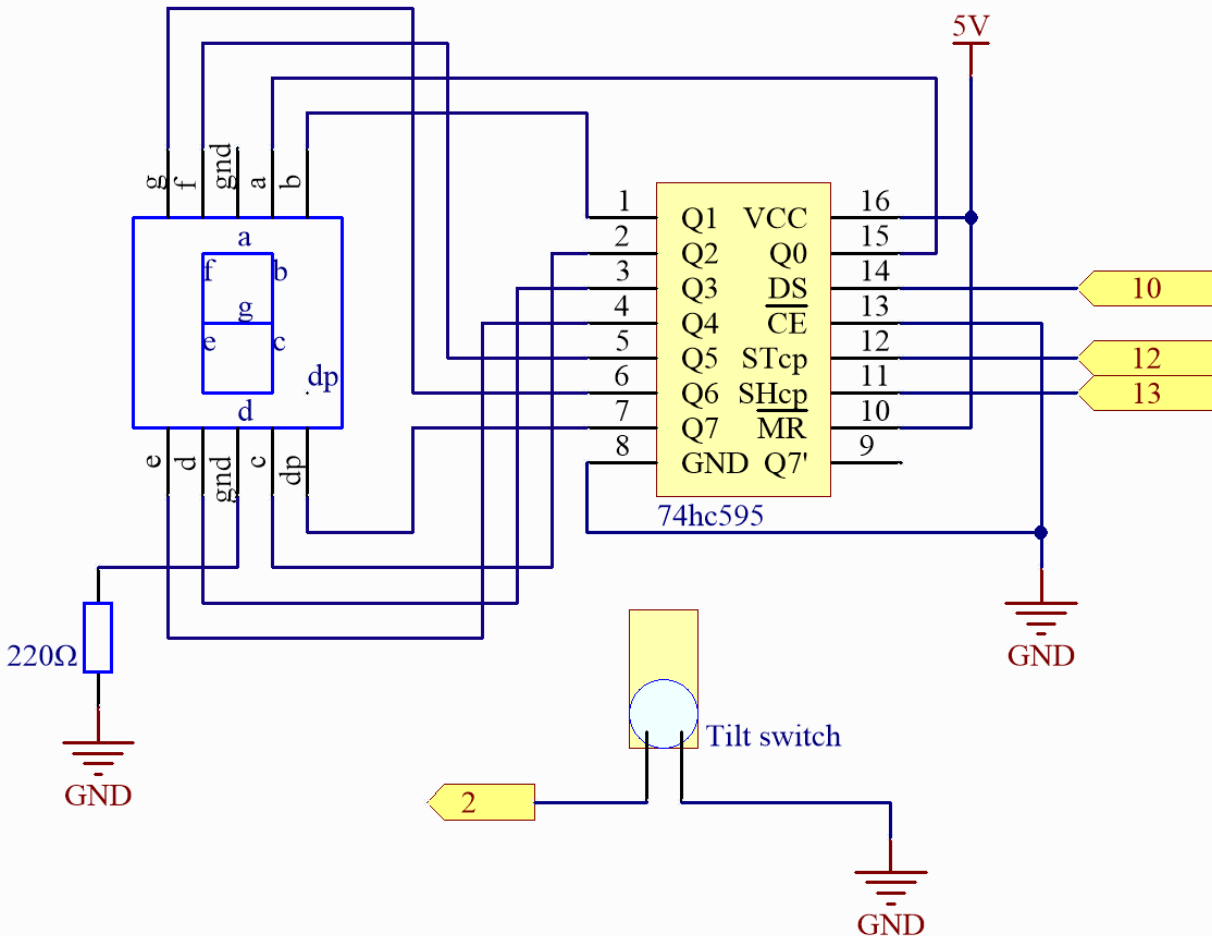 5V
g f gnd a b
a
f b
g
e c
dp
d
e d gnd c dp
220Ω
GND
1 Q1 VCC 16
2 Q2 Q0 15
3 Q3 DS 14
4 Q4 CE 13
5 Q5 STcp 12
6 Q6 SHcp 11
7 Q7 MR 10
8 GND Q7' 9
74hc595
10
12
13
GND
Tilt switch
2
GND